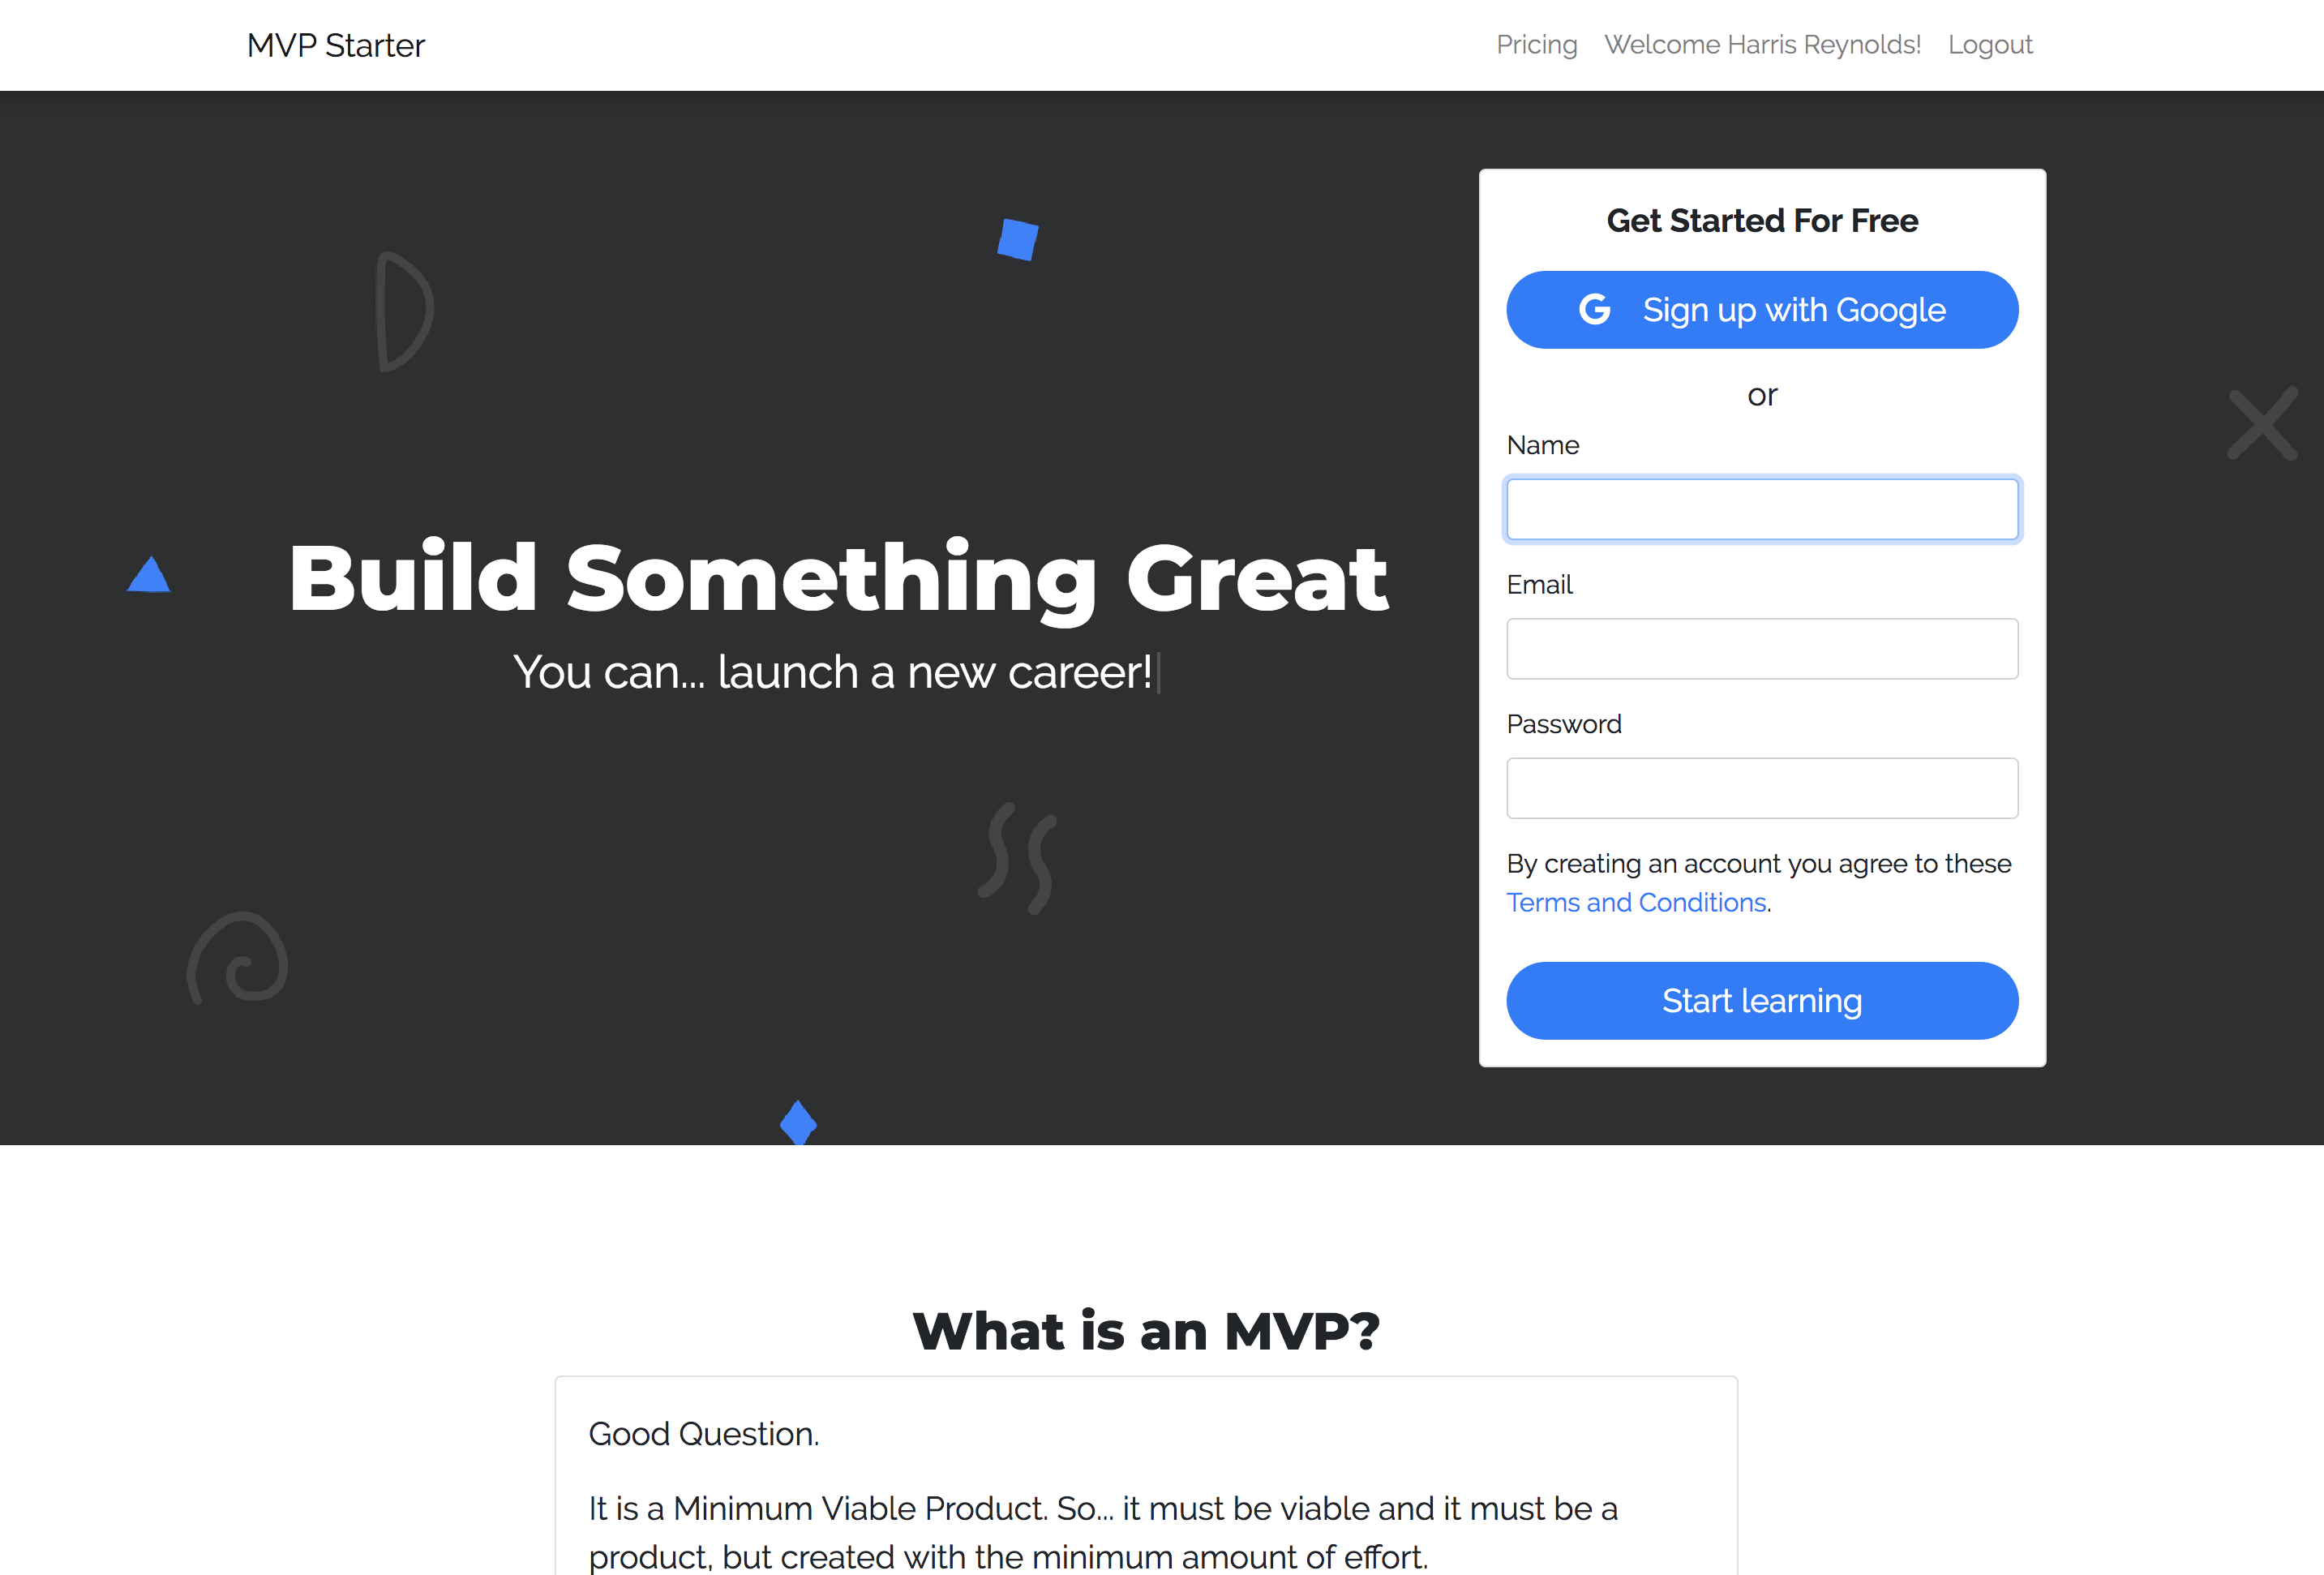 MVP Starter
Pricing Welcome Harris Reynolds! Logout
Build Something Great
You can... launch a new career!
Get Started For Free
G Sign up with Google
or
Name
Email
Password
By creating an account you agree to these
Terms and Conditions.
Start learning
What is an MVP?
Good Question.
It is a Minimum Viable Product. So... it must be viable and it must be a
product, but created with the minimum amount of effort.